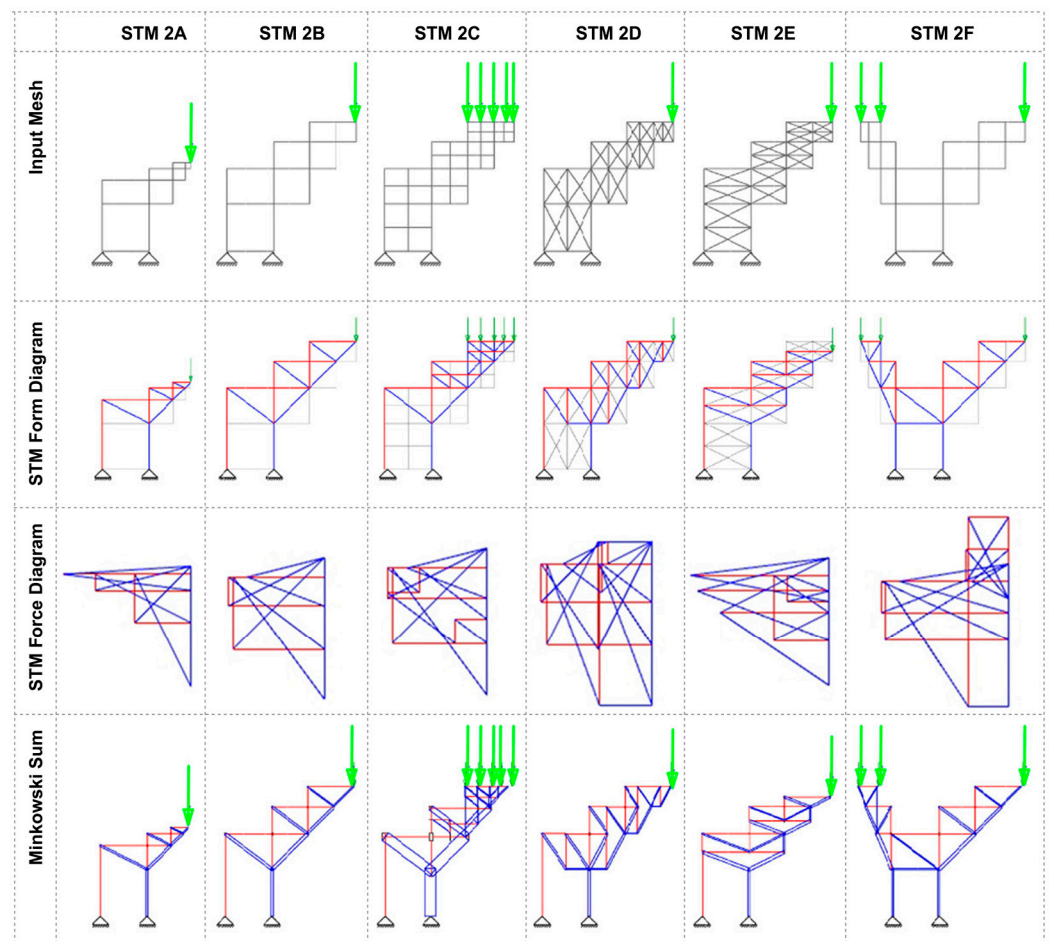 STM 2A STM 2B STM 2C STM 2D STM 2E STM 2F
Input Mesh
STM Form Diagram
STM Force Diagram
Minkowski Sum